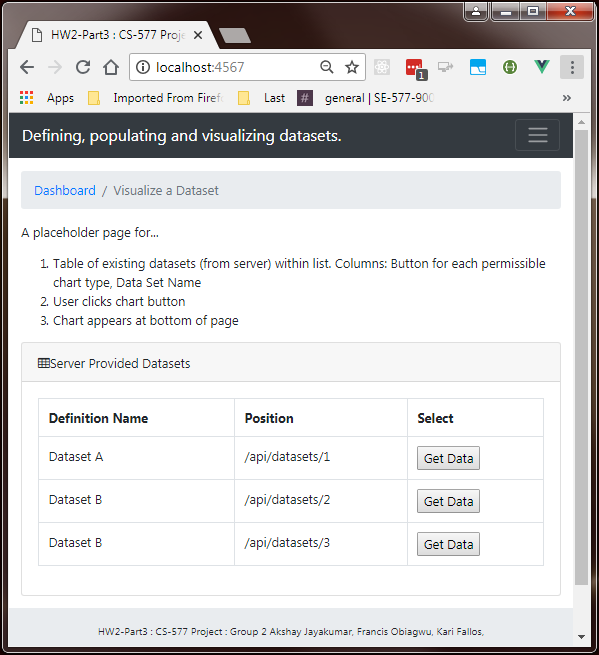 HW2-Part3 : CS-577 Proje
localhost:4567
1
Apps Imported From Firef Last # general | SE-577-900
Defining, populating and visualizing datasets.
Dashboard / Visualize a Dataset
A placeholder page for...
1. Table of existing datasets (from server) within list. Columns: Button for each permissible
chart type, Data Set Name
2. User clicks chart button
3. Chart appears at bottom of page
Server Provided Datasets
Definition Name Position Select
Dataset A /api/datasets/1 Get Data
Dataset B /api/datasets/2 Get Data
Dataset B /api/datasets/3 Get Data
HW2-Part3 : CS-577 Project : Group 2 Akshay Jayakumar, Francis Obiagwu, Kari Fallos,